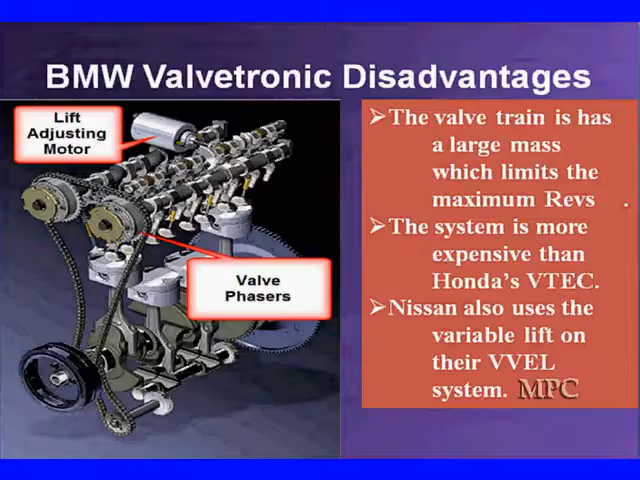 BMW Valvetronic Disadvantages
Lift
Adjusting
Motor
Valve
Phasers
➢The valve train is has
a large mass
which limits the
maximum Revs .
➢The system is more
expensive than
Honda's VTEC.
➢Nissan also uses the
variable lift on
their VVEL
system. MPC